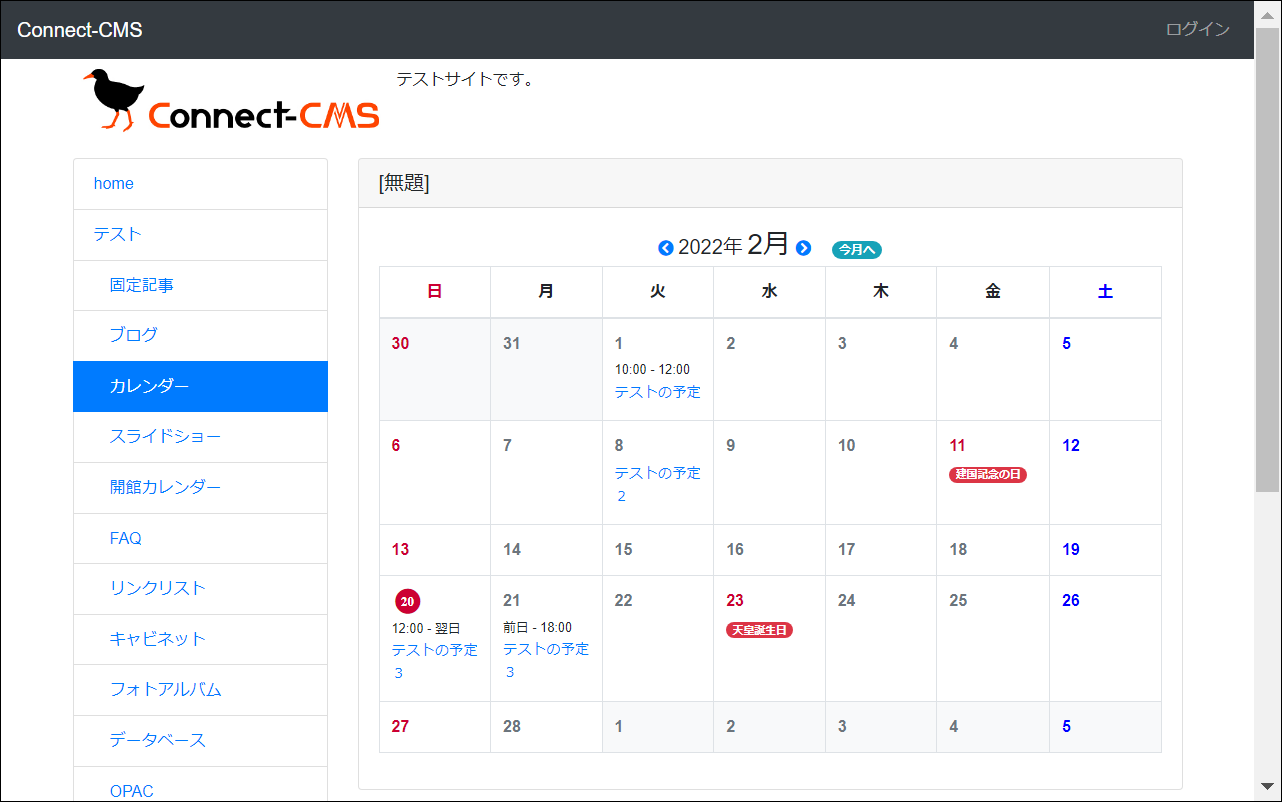 Connect-CMS
ログイン
Connect-CMS
テストサイトです。
home
テスト
固定記事
ブログ
カレンダー
スライドショー
開館カレンダー
FAQ
リンクリスト
キャビネット
フォトアルバム
データベース
OPAC
[無題]
2022年 2月 今月へ
日 月 火 水 木 金 土
30 31 1 2 3 4 5
10:00 - 12:00
テストの予定
6 7 8 9 10 11 12
建国記念の日
テストの予定
2
13 14 15 16 17 18 19
20 21 22 23 24 25 26
12:00 - 翌日 前日 - 18:00 天皇誕生日
テストの予定 テストの予定
3 3
27 28 1 2 3 4 5